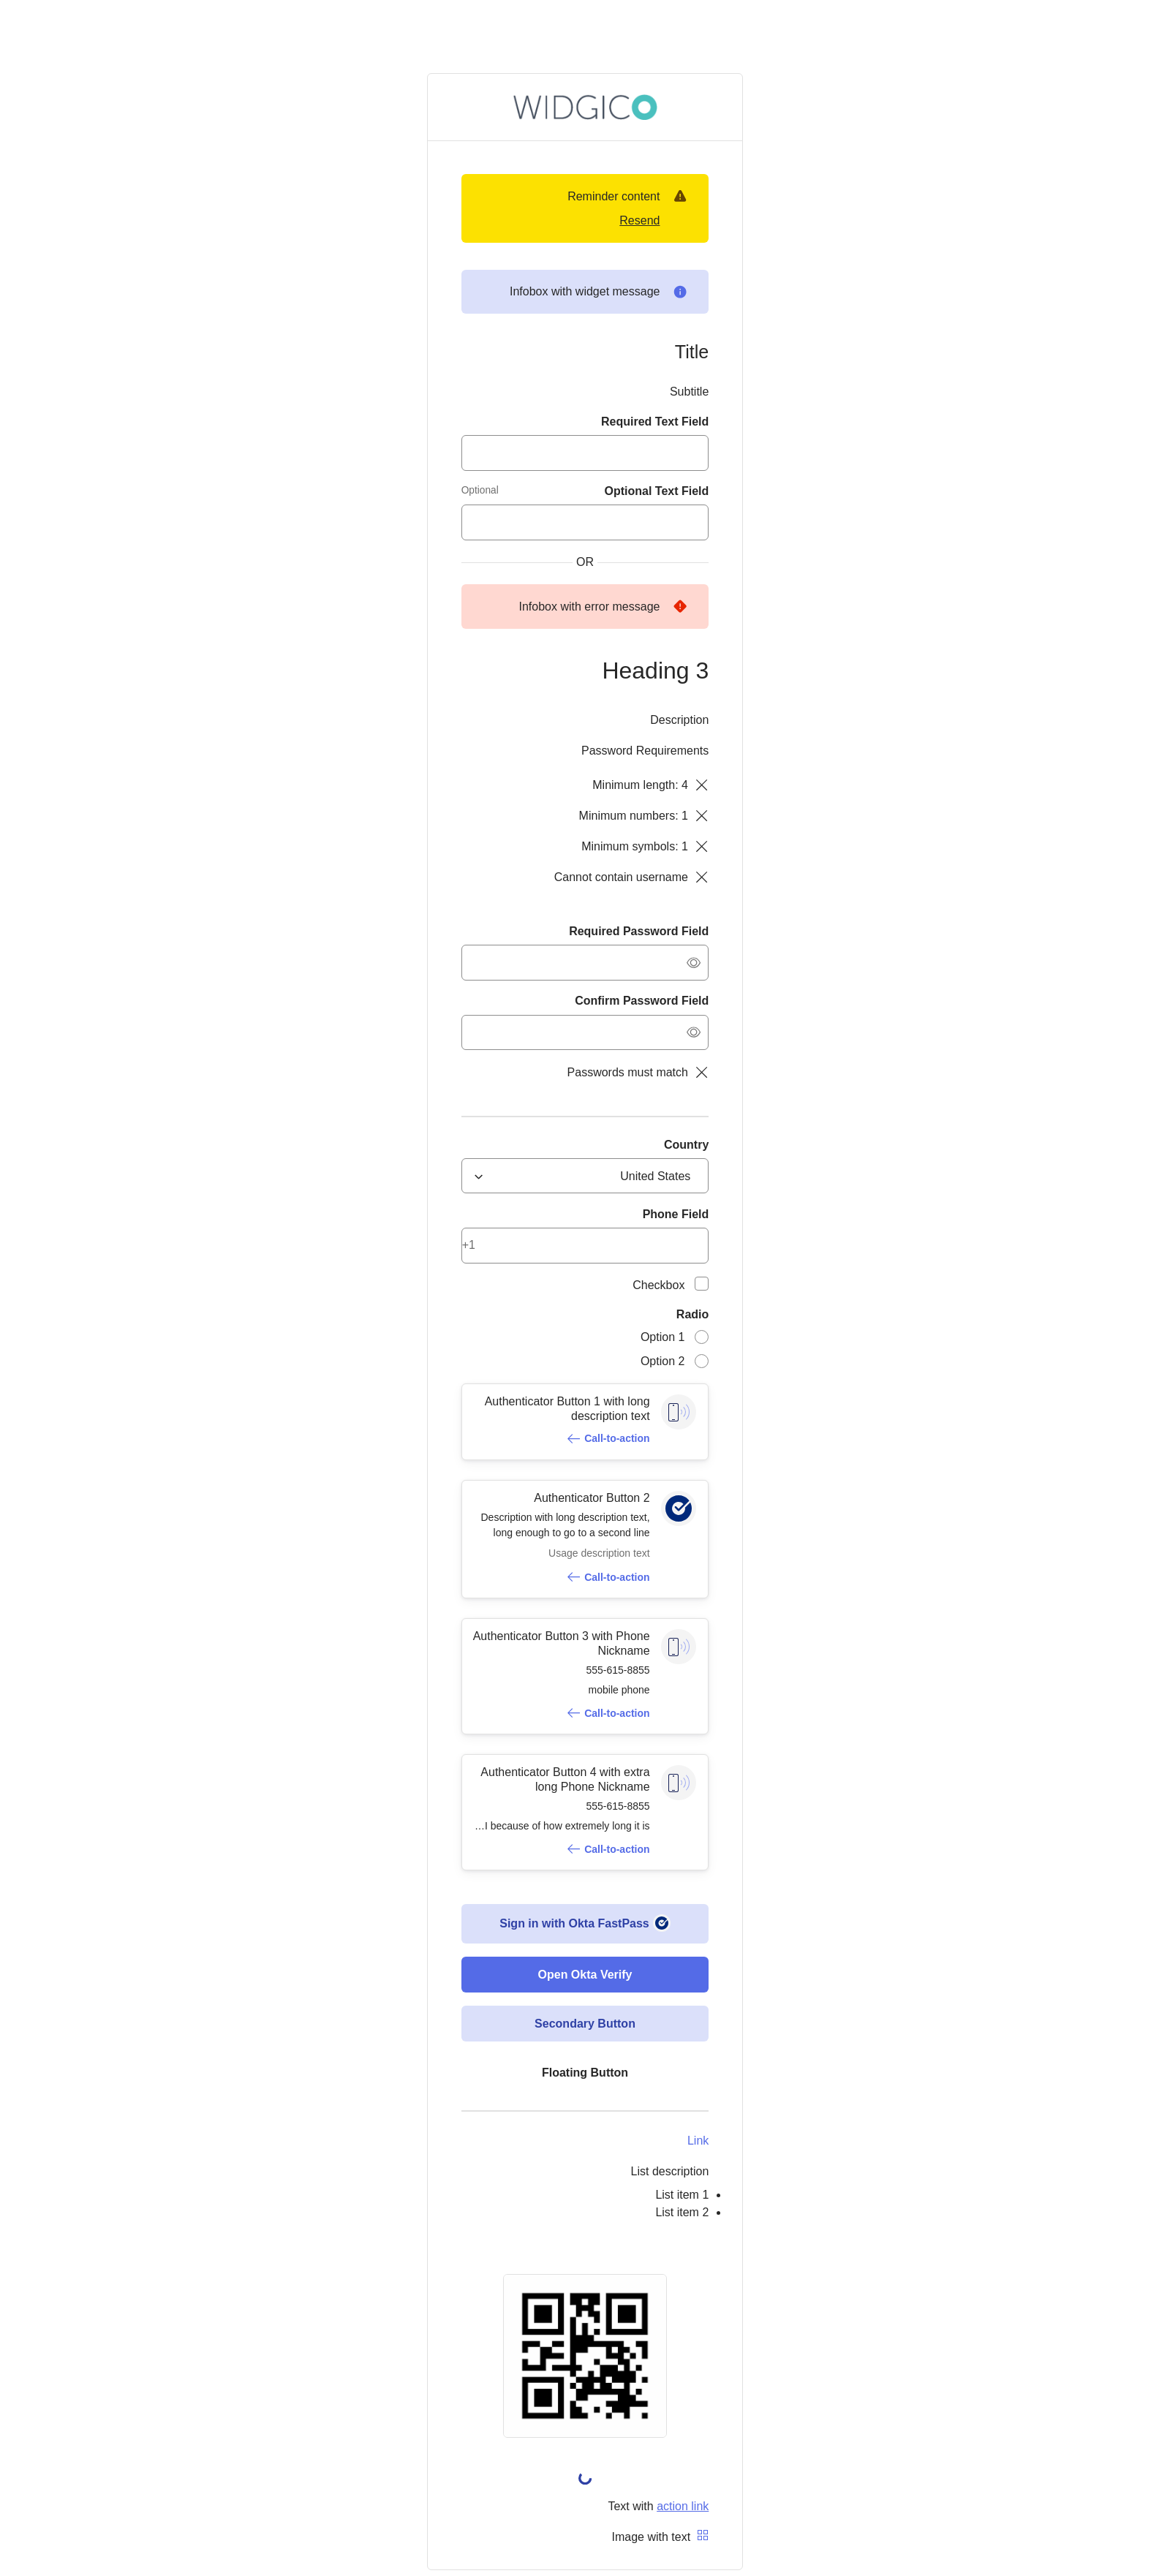 WIDGICO
Reminder content
Resend
Infobox with widget message
Title
Subtitle
Required Text Field
Optional Text Field
Optional
OR
Infobox with error message
Heading 3
Description
Password Requirements
Minimum length: 4
Minimum numbers: 1
Minimum symbols: 1
Cannot contain username
Required Password Field
Confirm Password Field
Passwords must match
Country
United States
Phone Field
+1
Checkbox
Radio
Option 1
Option 2
Authenticator Button 1 with long
description text
Call-to-action
Authenticator Button 2
Description with long description text,
long enough to go to a second line
Usage description text
Call-to-action
Authenticator Button 3 with Phone
Nickname
555-615-8855
mobile phone
Call-to-action
Authenticator Button 4 with extra
long Phone Nickname
555-615-8855
…I because of how extremely long it is
Call-to-action
Sign in with Okta FastPass
Open Okta Verify
Secondary Button
Floating Button
Link
List description
List item 1
List item 2
Text with action link
Image with text